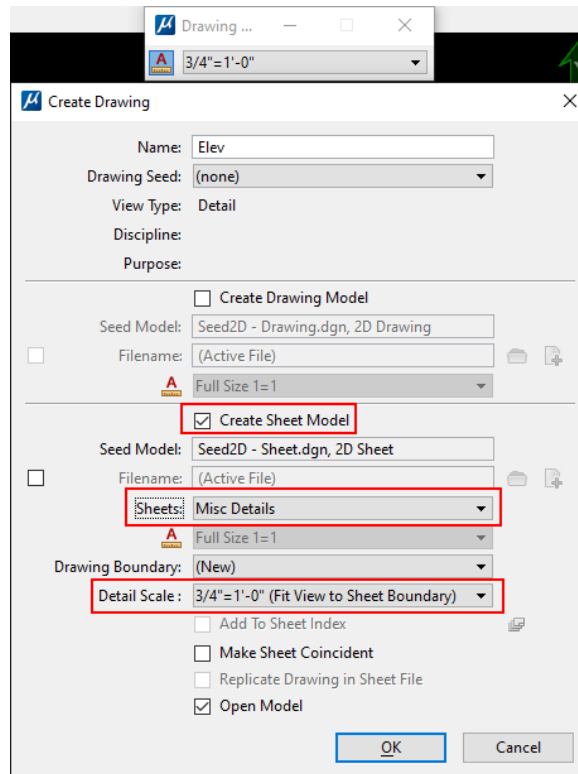 Drawing ...
3/4"=1'-0"
Create Drawing
Name: Elev
Drawing Seed: (none)
View Type: Detail
Discipline:
Purpose:
Create Drawing Model
Seed Model: Seed2D - Drawing.dgn, 2D Drawing
Filename: (Active File)
A Full Size 1=1
Create Sheet Model
Seed Model: Seed2D - Sheet.dgn, 2D Sheet
Filename: (Active File)
Sheets: Misc Details
A Full Size 1=1
Drawing Boundary: (New)
Detail Scale : 3/4"=1'-0" (Fit View to Sheet Boundary)
Add To Sheet Index
Make Sheet Coincident
Replicate Drawing in Sheet File
Open Model
OK Cancel